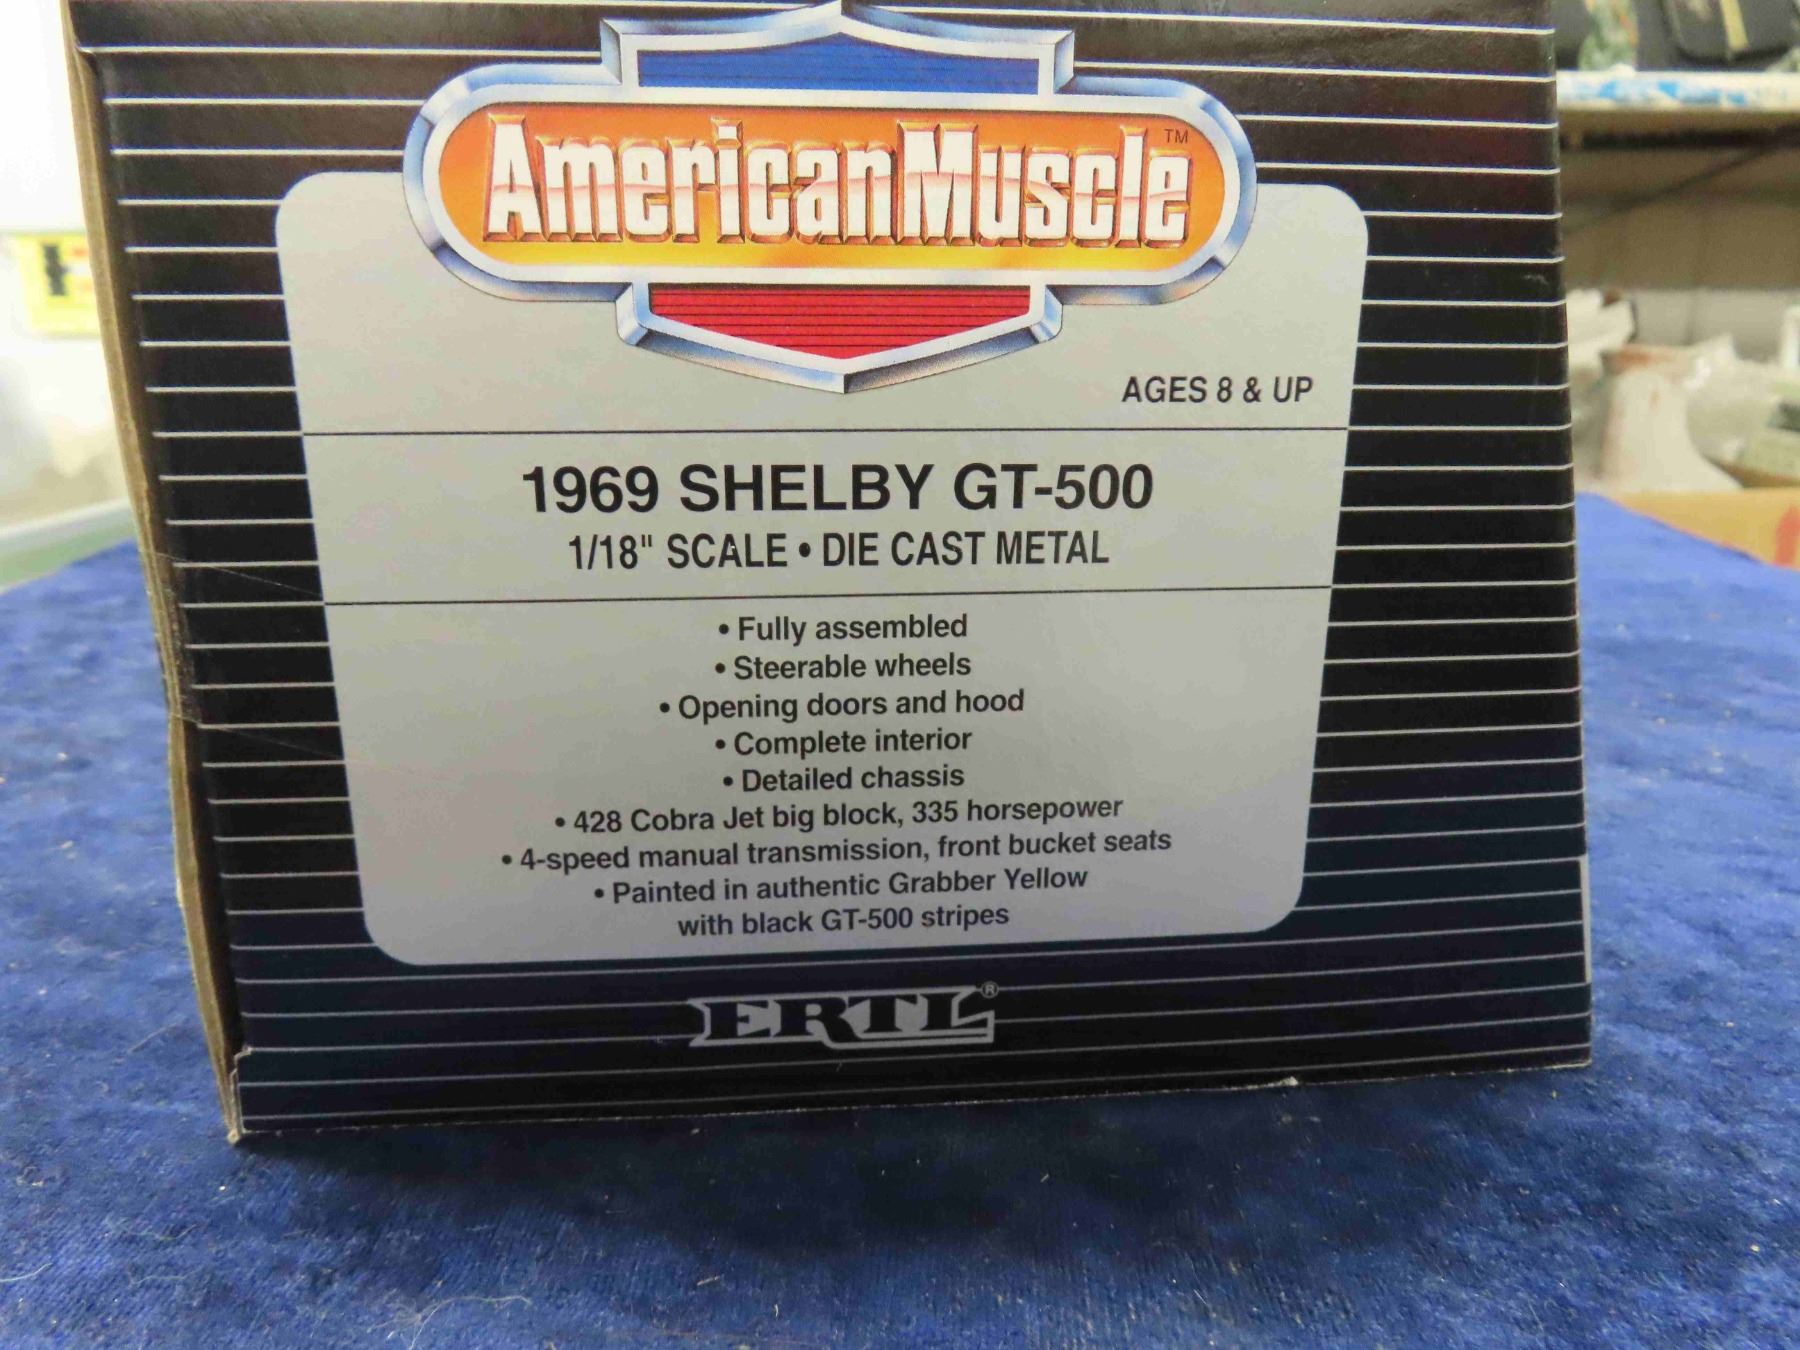 AmericanMuscle™
AGES 8 & UP
1969 SHELBY GT-500
1/18" SCALE • DIE CAST METAL
• Fully assembled
• Steerable wheels
• Opening doors and hood
• Complete interior
• Detailed chassis
• 428 Cobra Jet big block, 335 horsepower
• 4-speed manual transmission, front bucket seats
• Painted in authentic Grabber Yellow
with black GT-500 stripes
ERTL®